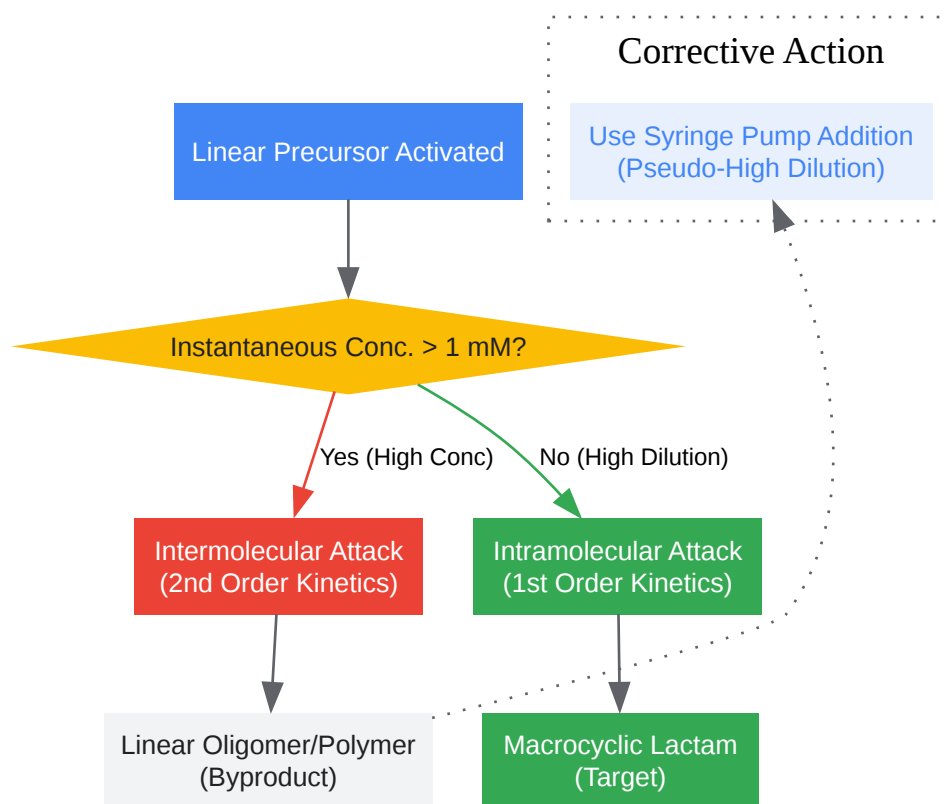 Corrective Action
Linear Precursor Activated
Use Syringe Pump Addition
(Pseudo-High Dilution)
Instantaneous Conc. > 1 mM?
Yes (High Conc)
No (High Dilution)
Intermolecular Attack
(2nd Order Kinetics)
Intramolecular Attack
(1st Order Kinetics)
Linear Oligomer/Polymer
(Byproduct)
Macrocyclic Lactam
(Target)